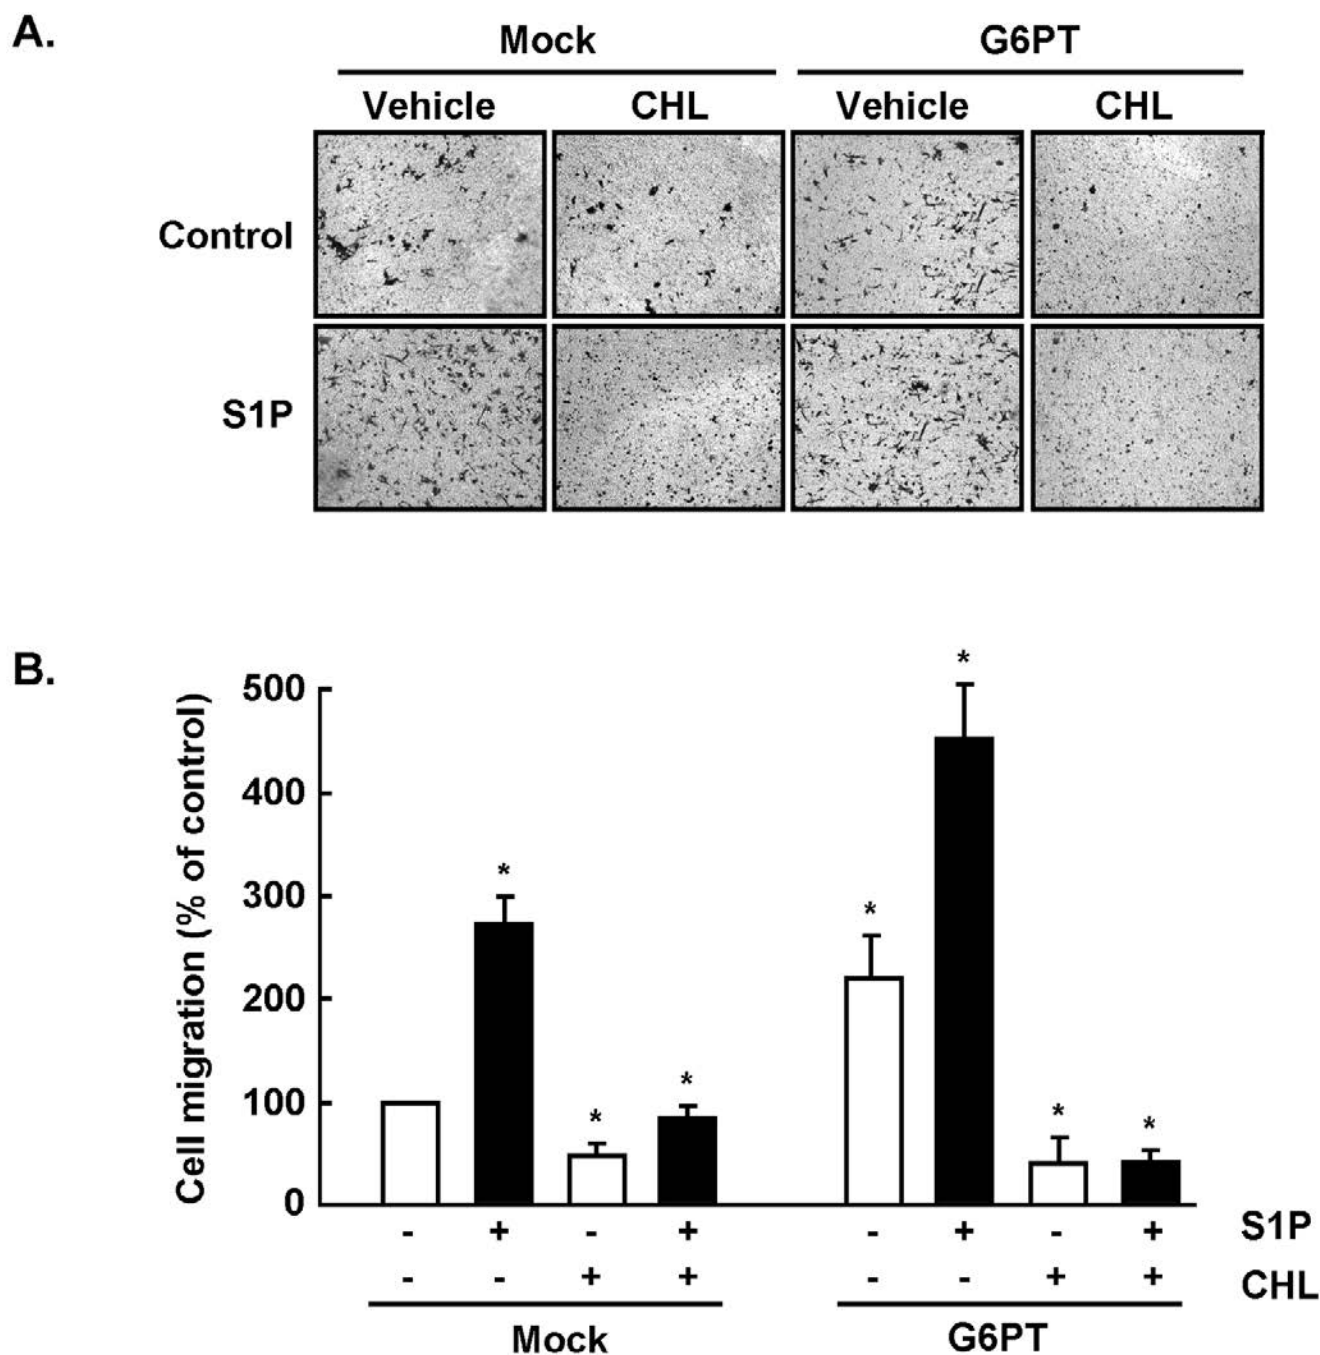 A.
Mock G6PT
Vehicle CHL Vehicle CHL
Control
S1P
B.
Cell migration (% of control)
500
400
300
200
100
0
* * * * * * *
- + - + - + - + S1P
- - + + - - + + CHL
Mock G6PT